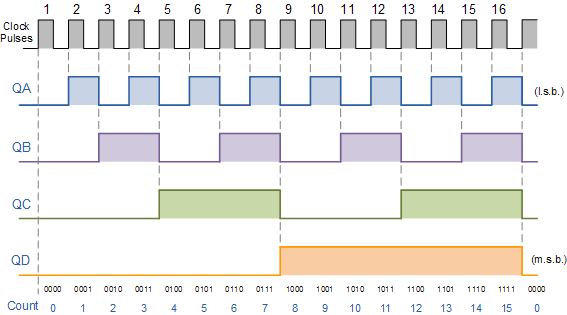 1 2 3 4 5 6 7 8 9 10 11 12 13 14 15 16
Clock
Pulses
QA
(l.s.b.)
QB
QC
QD
(m.s.b.)
0000 0001 0010 0011 0100 0101 0110 0111 1000 1001 1010 1011 1100 1101 1110 1111 0000
Count 0 1 2 3 4 5 6 7 8 9 10 11 12 13 14 15 0